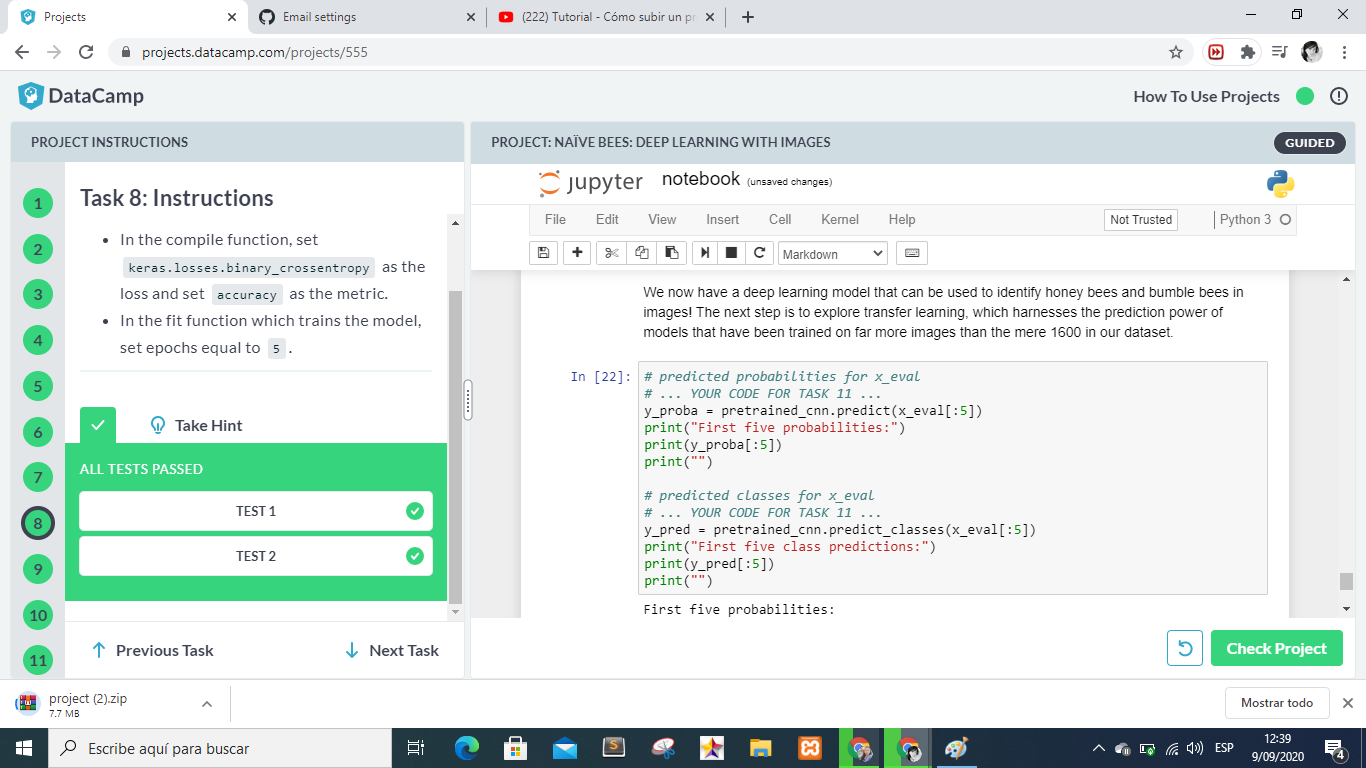 Projects
Email settings
(222) Tutorial - Cómo subir un pr
projects.datacamp.com/projects/555
DataCamp
How To Use Projects
PROJECT INSTRUCTIONS
1
2
3
4
5
6
7
8
9
10
11
Task 8: Instructions
• In the compile function, set
keras.losses.binary_crossentropy as the
loss and set accuracy as the metric.
• In the fit function which trains the model,
set epochs equal to 5 .
Take Hint
ALL TESTS PASSED
TEST 1
TEST 2
Previous Task
Next Task
PROJECT: NAÏVE BEES: DEEP LEARNING WITH IMAGES
GUIDED
jupyter notebook (unsaved changes)
File Edit View Insert Cell Kernel Help
Not Trusted
Python 3
Markdown
We now have a deep learning model that can be used to identify honey bees and bumble bees in
images! The next step is to explore transfer learning, which harnesses the prediction power of
models that have been trained on far more images than the mere 1600 in our dataset.
In [22]:
# predicted probabilities for x_eval
# ... YOUR CODE FOR TASK 11 ...
y_proba = pretrained_cnn.predict(x_eval[:5])
print("First five probabilities:")
print(y_proba[:5])
print("")
# predicted classes for x_eval
# ... YOUR CODE FOR TASK 11 ...
y_pred = pretrained_cnn.predict_classes(x_eval[:5])
print("First five class predictions:")
print(y_pred[:5])
print("")
First five probabilities:
Check Project
project (2).zip
7.7 MB
Mostrar todo
Escribe aquí para buscar
ESP
12:39
9/09/2020
4